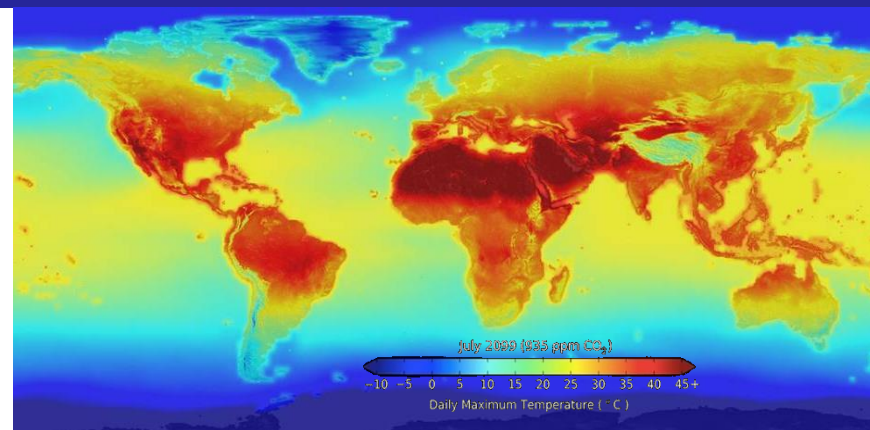 July 2099 (935 ppm CO₂)
−10 −5 0 5 10 15 20 25 30 35 40 45+
Daily Maximum Temperature ( ° C )